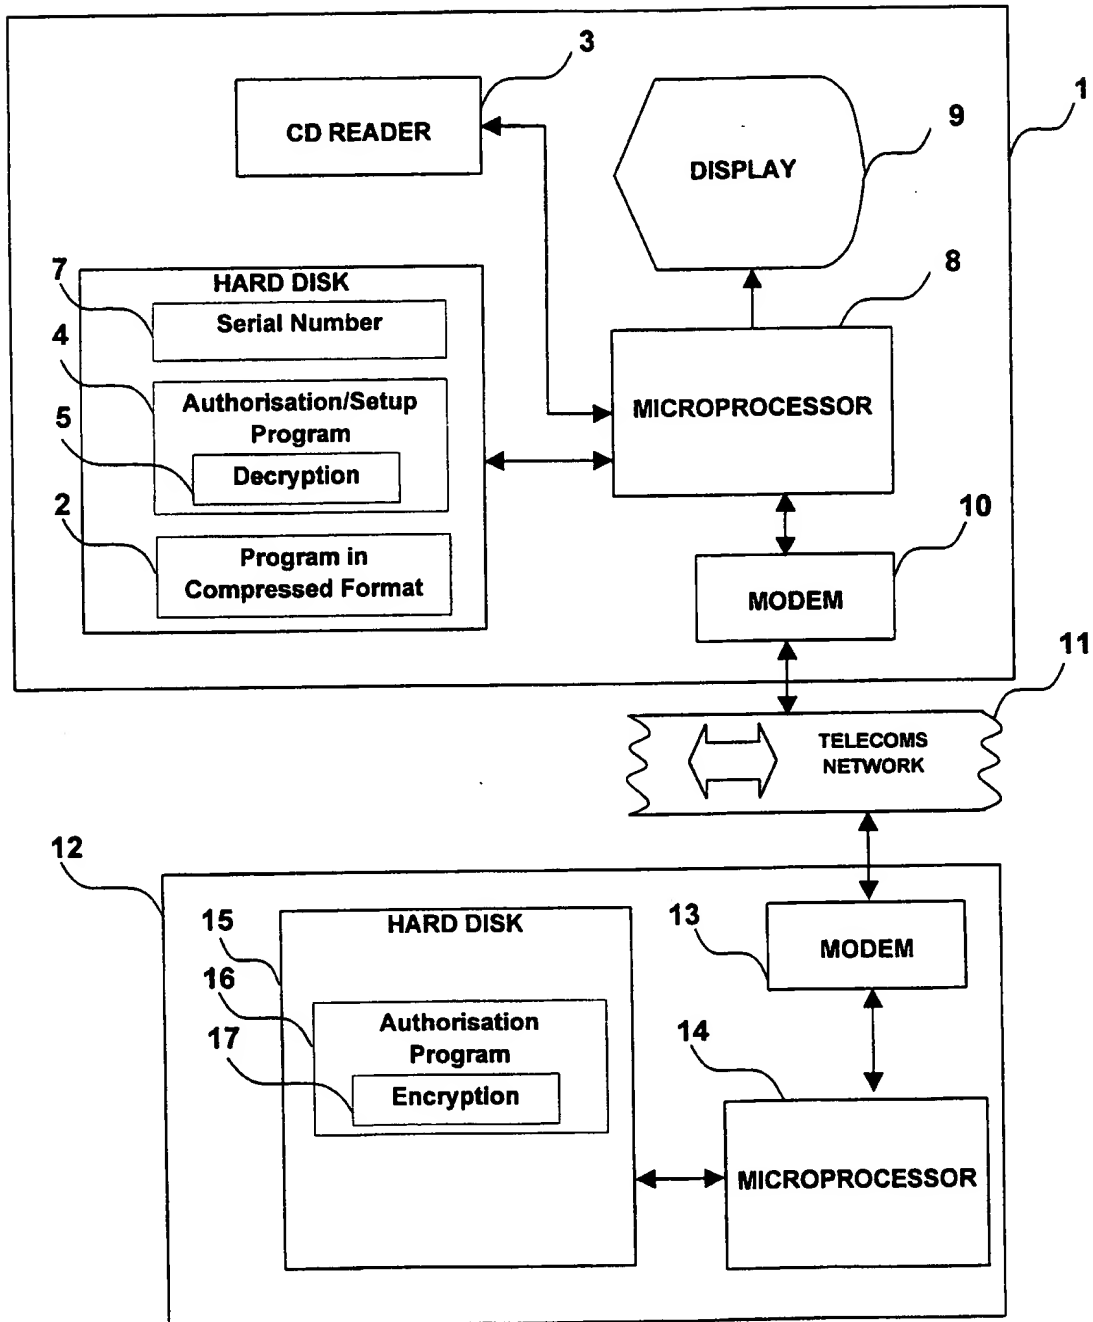 3
1
CD READER
9
DISPLAY
7
HARD DISK
8
Serial Number
4
Authorisation/Setup
Program
MICROPROCESSOR
5
Decryption
2
10
Program in
Compressed Format
MODEM
11
TELECOMS
NETWORK
12
15
HARD DISK
13
MODEM
16
Authorisation
Program
17
14
Encryption
MICROPROCESSOR